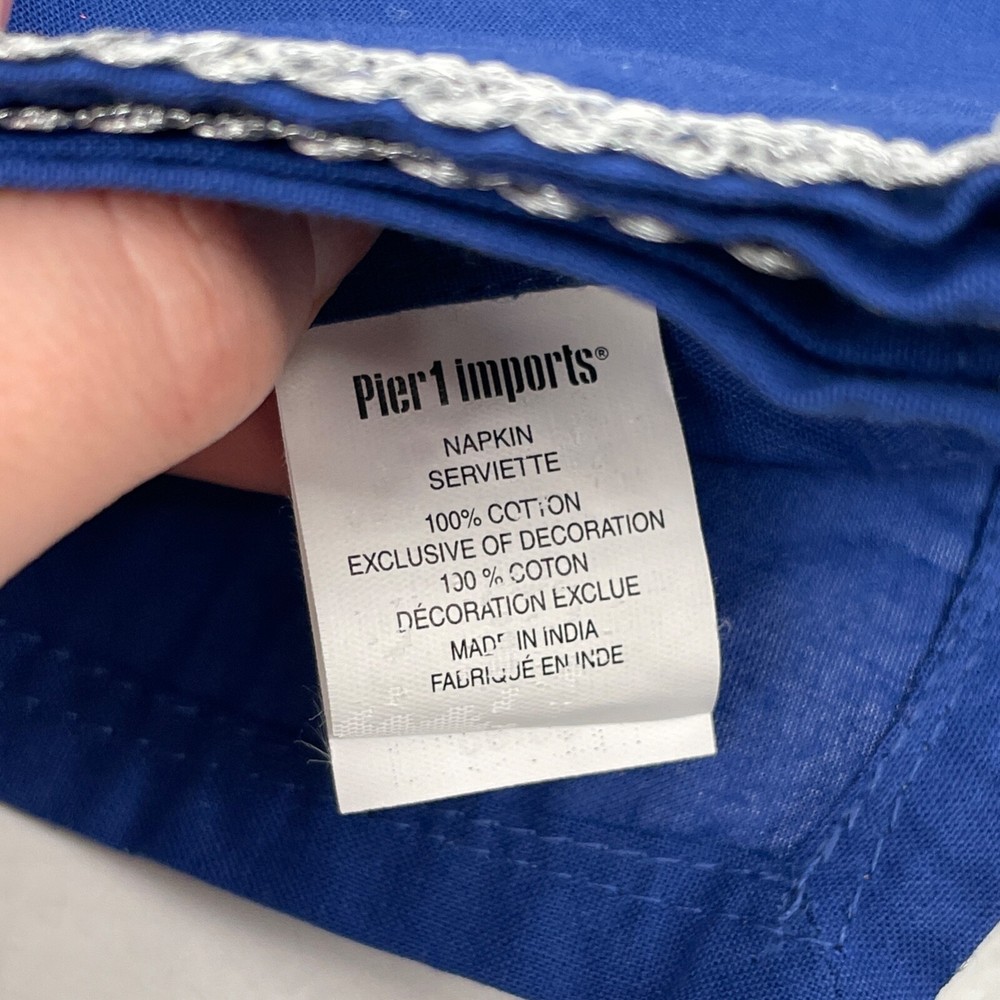 Pier1 imports®
NAPKIN
SERVIETTE
100% COTTON
EXCLUSIVE OF DECORATION
100 % COTON
DÉCORATION EXCLUE
MADE IN INDIA
FABRIQUÉ EN INDE